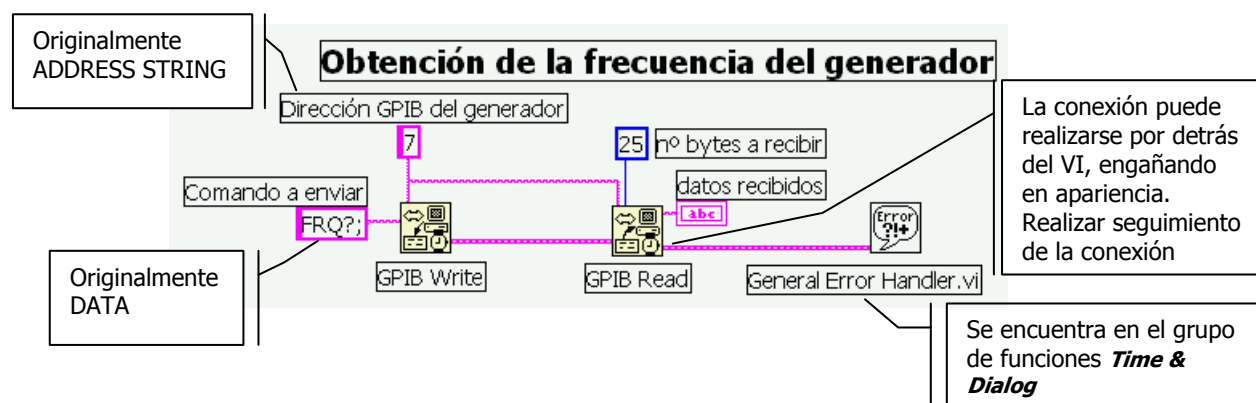 Originalmente
ADDRESS STRING
Obtención de la frecuencia del generador
Dirección GPIB del generador
7
25
nº bytes a recibir
Comando a enviar
FRQ?;
datos recibidos
abc
GPIB Write
GPIB Read
Error
?!+
General Error Handler.vi
Originalmente
DATA
La conexión puede
realizarse por detrás
del VI, engañando
en apariencia.
Realizar seguimiento
de la conexión
Se encuentra en el grupo
de funciones Time &
Dialog